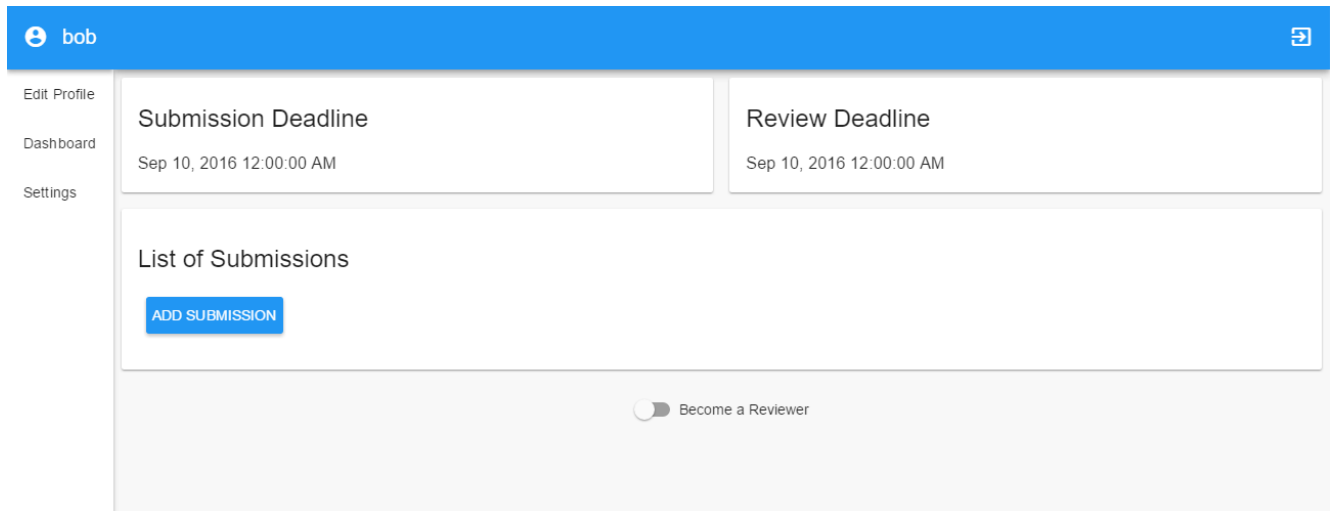 bob
Edit Profile
Dashboard
Settings
Submission Deadline
Sep 10, 2016 12:00:00 AM
Review Deadline
Sep 10, 2016 12:00:00 AM
List of Submissions
ADD SUBMISSION
Become a Reviewer